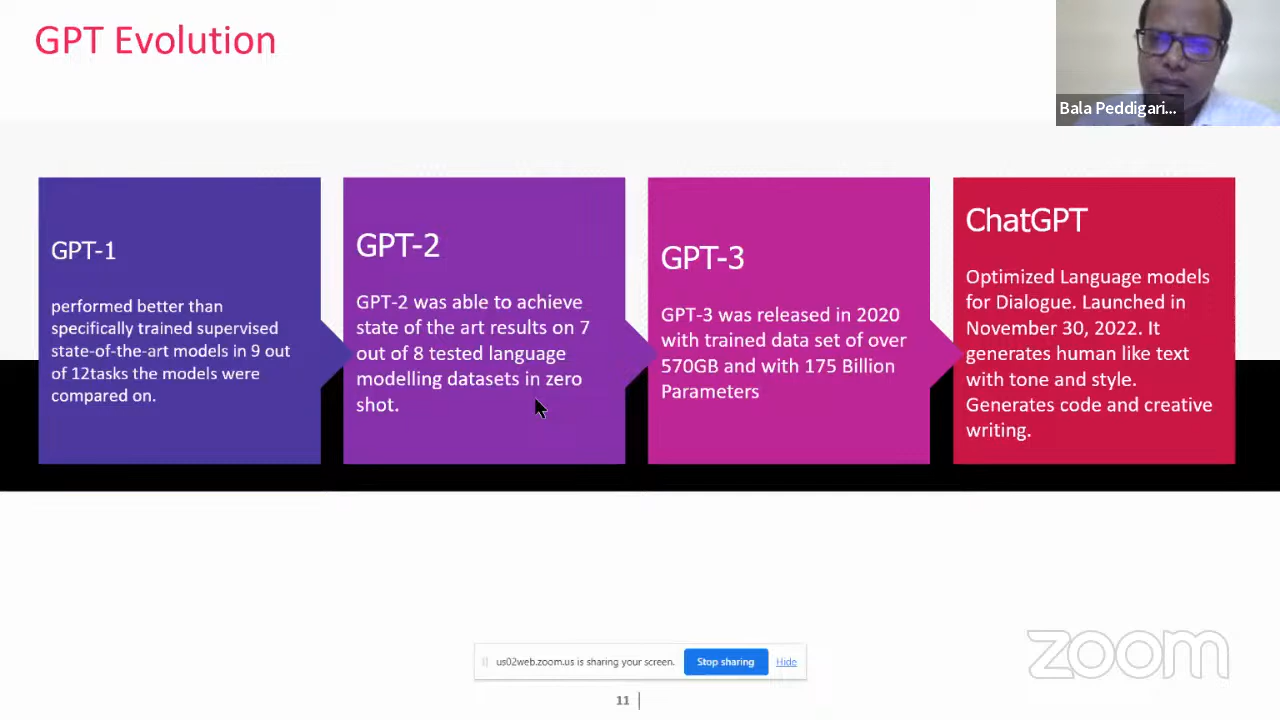 GPT Evolution
Bala Peddigari...
GPT-1
performed better than
specifically trained supervised
state-of-the-art models in 9 out
of 12tasks the models were
compared on.
GPT-2
GPT-2 was able to achieve
state of the art results on 7
out of 8 tested language
modelling datasets in zero
shot.
GPT-3
GPT-3 was released in 2020
with trained data set of over
570GB and with 175 Billion
Parameters
ChatGPT
Optimized Language models
for Dialogue. Launched in
November 30, 2022. It
generates human like text
with tone and style.
Generates code and creative
writing.
us02web.zoom.us is sharing your screen.
Stop sharing
Hide
zoom
11